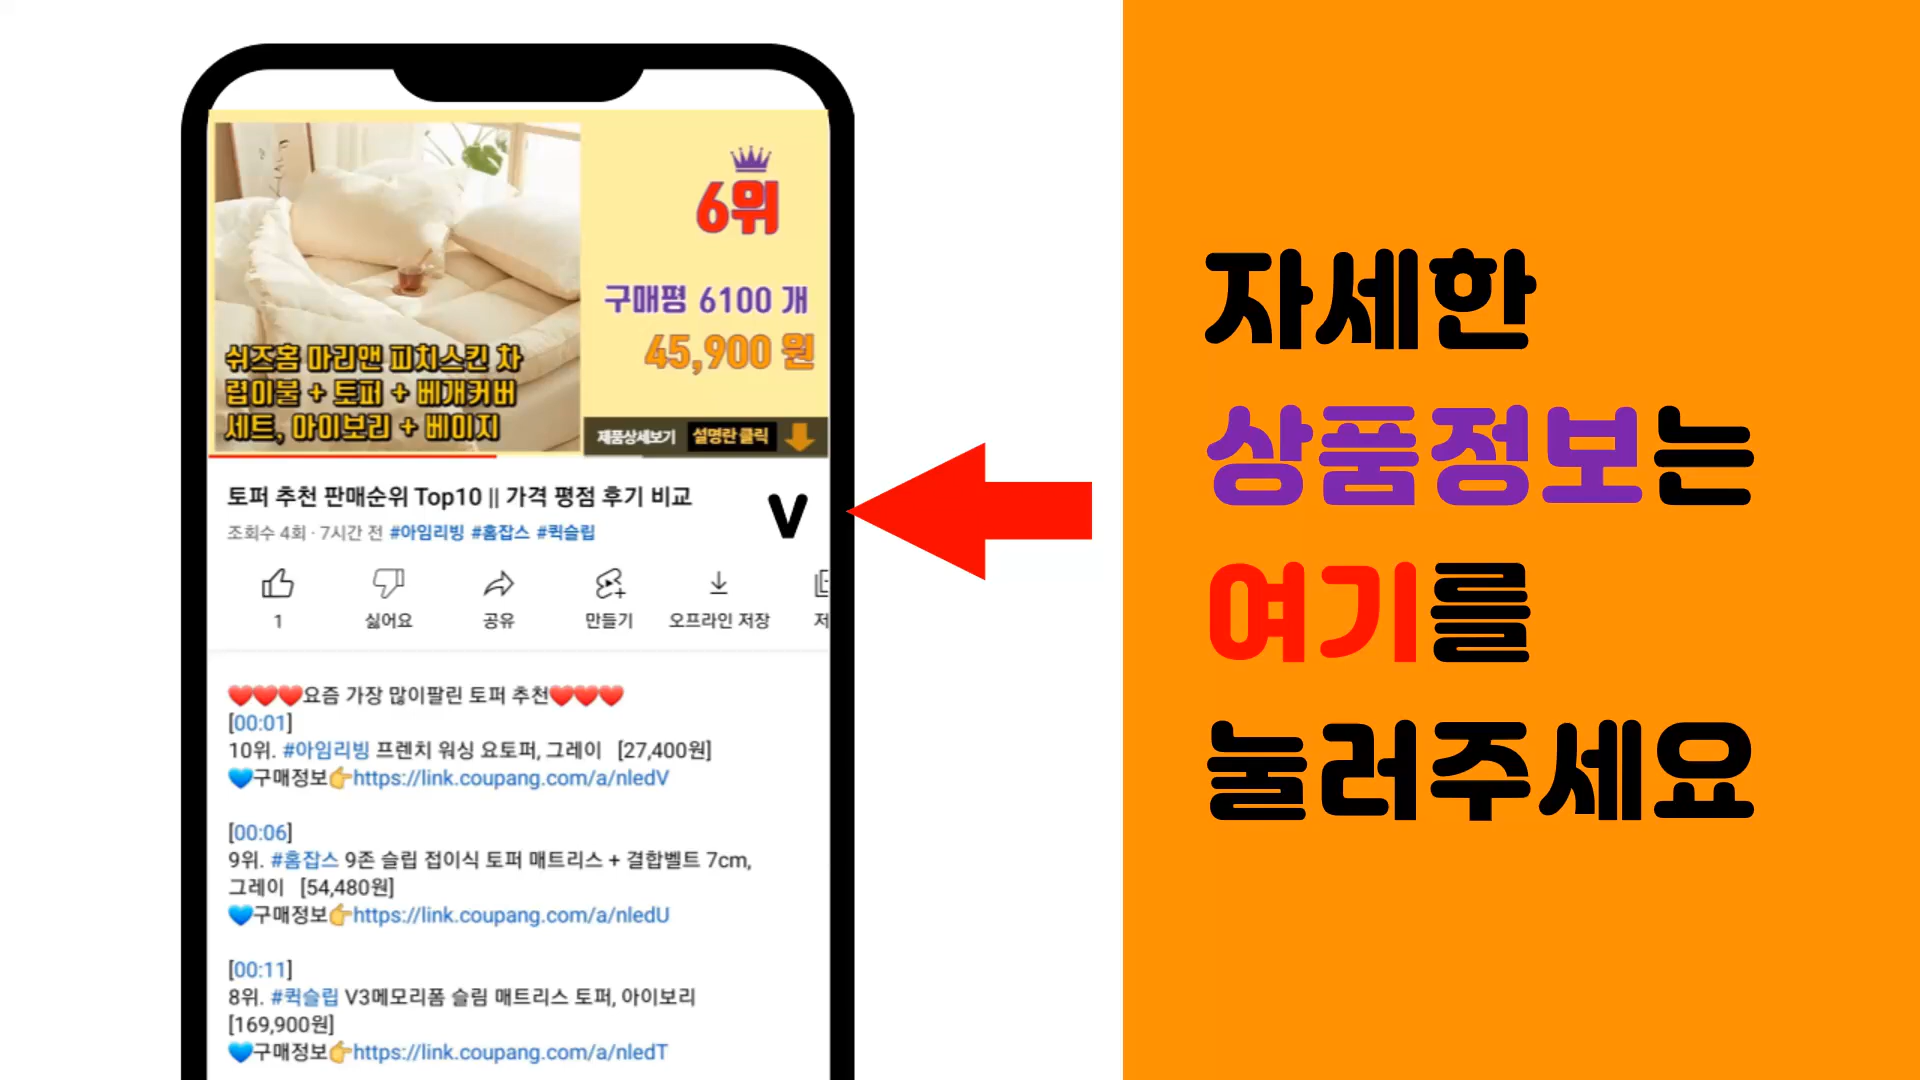 6위
구매평 6100 개
45,900 원
쉬즈홈 마리앤 피치스킨 차
렵이불 + 토퍼 + 베개커버
세트, 아이보리 + 베이지
제품상세보기 설명란 클릭
토퍼 추천 판매순위 Top10 || 가격 평점 후기 비교
V
조회수 4회 · 7시간 전 #아임리빙 #홈잡스 #퀵슬립
1 싫어요 공유 만들기 오프라인 저장 저
❤❤❤요즘 가장 많이팔린 토퍼 추천❤❤❤
[00:01]
10위. #아임리빙 프렌치 워싱 요토퍼, 그레이 [27,400원]
💙구매정보👉https://link.coupang.com/a/nledV
[00:06]
9위. #홈잡스 9존 슬립 접이식 토퍼 매트리스 + 결합벨트 7cm,
그레이 [54,480원]
💙구매정보👉https://link.coupang.com/a/nledU
[00:11]
8위. #퀵슬립 V3메모리폼 슬림 매트리스 토퍼, 아이보리
[169,900원]
💙구매정보👉https://link.coupang.com/a/nledT
자세한
상품정보는
여기를
눌러주세요